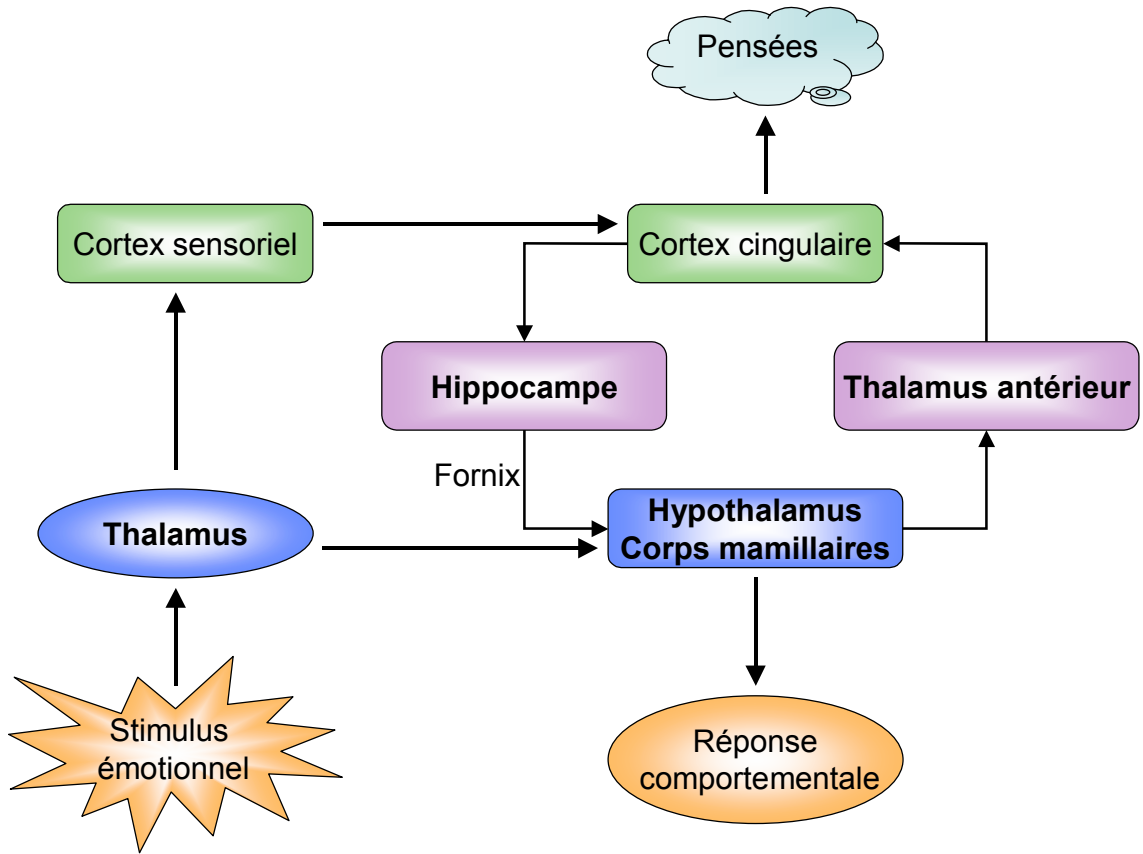 Pensées
Cortex sensoriel
Cortex cingulaire
Hippocampe
Thalamus antérieur
Fornix
Thalamus
Hypothalamus
Corps mamillaires
Stimulus
émotionnel
Réponse
comportementale